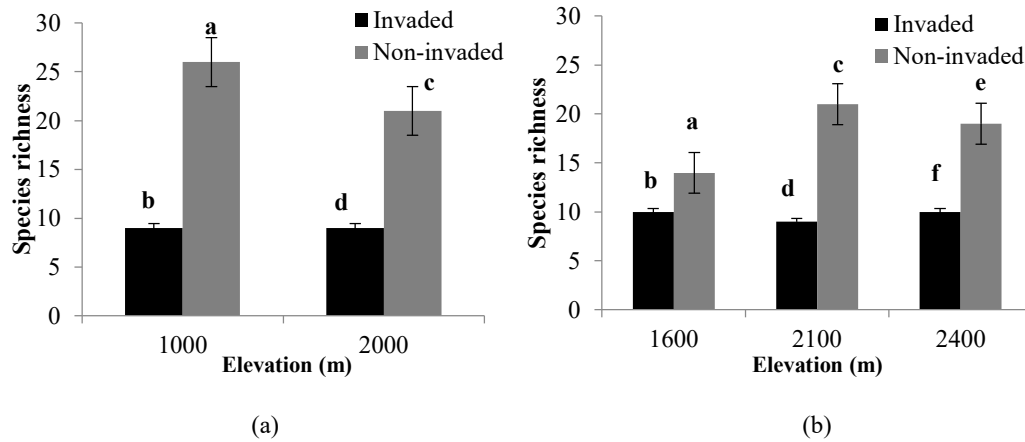 30
25
20
15
10
5
0
Species richness
Invaded
Non-invaded
a
b
c
d
1000 2000
Elevation (m)
(a)
30
25
20
15
10
5
0
Species richness
Invaded
Non-invaded
a
b
c
d
e
f
1600 2100 2400
Elevation (m)
(b)